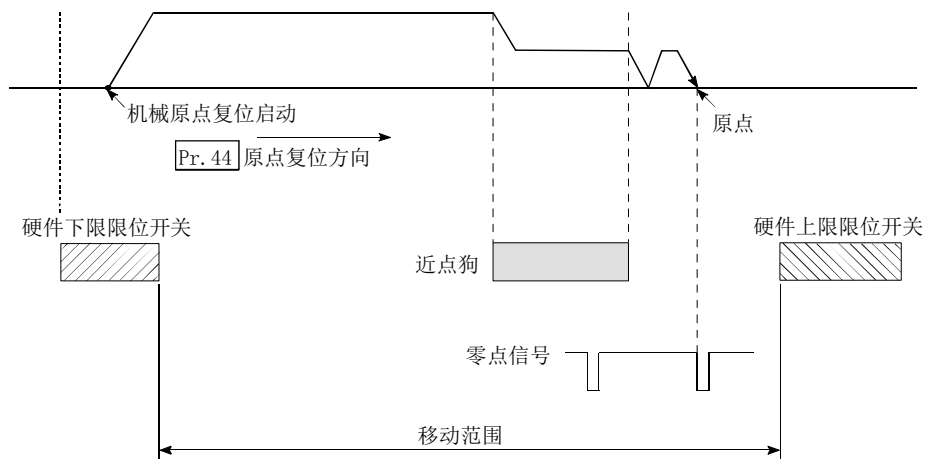 机械原点复位启动
原点
Pr.44 原点复位方向
硬件下限限位开关
硬件上限限位开关
近点狗
零点信号
移动范围